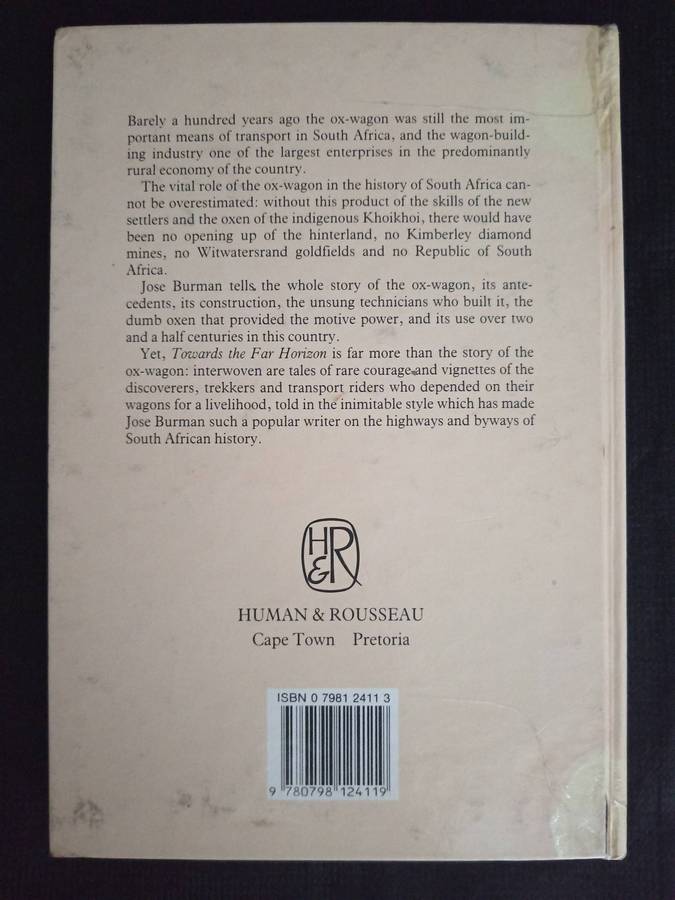 Barely a hundred years ago the ox-wagon was still the most im-
portant means of transport in South Africa, and the wagon-build-
ing industry one of the largest enterprises in the predominantly
rural economy of the country.
The vital role of the ox-wagon in the history of South Africa can-
not be overestimated: without this product of the skills of the new
settlers and the oxen of the indigenous Khoikhoi, there would have
been no opening up of the hinterland, no Kimberley diamond
mines, no Witwatersrand goldfields and no Republic of South
Africa.
Jose Burman tells the whole story of the ox-wagon, its ante-
cedents, its construction, the unsung technicians who built it, the
dumb oxen that provided the motive power, and its use over two
and a half centuries in this country.
Yet, Towards the Far Horizon is far more than the story of the
ox-wagon: interwoven are tales of rare courage and vignettes of the
discoverers, trekkers and transport riders who depended on their
wagons for a livelihood, told in the inimitable style which has made
Jose Burman such a popular writer on the highways and byways of
South African history.
H&R
HUMAN & ROUSSEAU
Cape Town Pretoria
ISBN 0 7981 2411 3
9 780798 124119